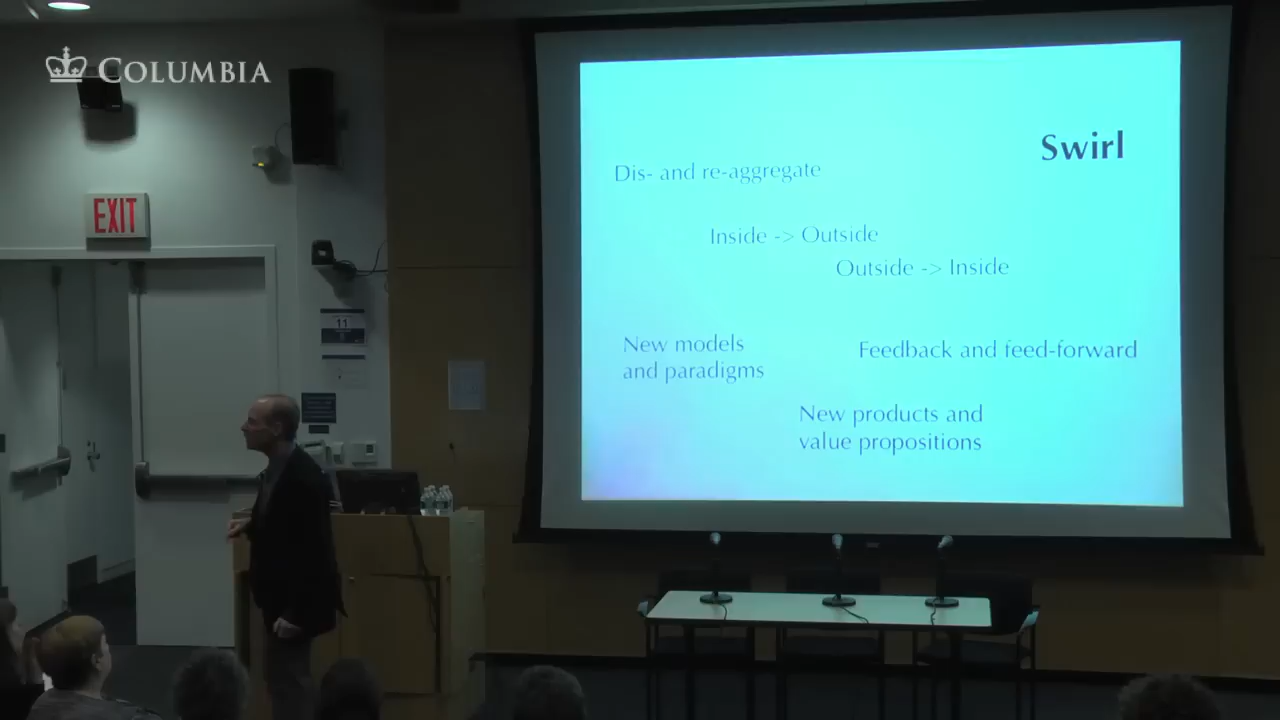 COLUMBIA
EXIT
11
Swirl
Dis- and re-aggregate
Inside -> Outside
Outside -> Inside
New models
and paradigms
Feedback and feed-forward
New products and
value propositions